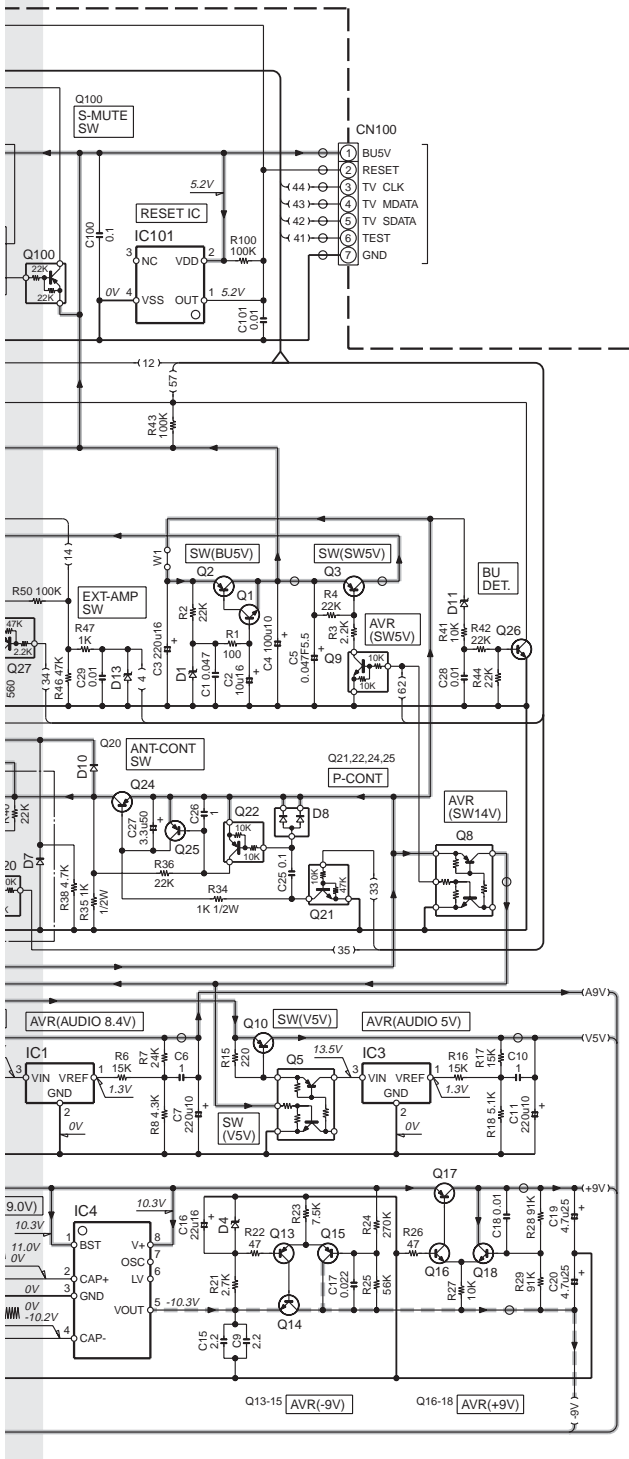 Q100
S-MUTE
SW
CN100
1 BU5V
2 RESET
44 3 TV CLK
43 4 TV MDATA
42 5 TV SDATA
41 6 TEST
7 GND
5.2V
RESET IC
IC101
C100
0.1
R100
100K
3 NC VDD 2
0V 4 VSS OUT 1 5.2V
Q100
22K
22K
C101
0.01
12
57
R43
100K
14
W1
SW(BU5V)
SW(SW5V)
BU
DET.
R50 100K
EXT-AMP
SW
Q2
Q1
Q3
D11
R47
1K
R2
22K
R4
22K
R3
2.2K
AVR
(SW5V)
R41
10K
R42
22K
Q26
47K
2.2K
Q27
560
34
R46 47K
C29
0.01
D13
4
C3 220u16
D1
C1 0.047
R1
100
C2
10u16
C4 100u10
C5
0.047F5.5
Q9
10K
10K
62
C28
0.01
R44
2.2K
Q20
ANT-CONT
SW
D10
Q21,22,24,25
P-CONT
Q24
C27
3.3u50
Q25
C26
1
Q22
10K
10K
D8
AVR
(SW14V)
Q8
22K
D7
R38 4.7K
R35 1K
1/2W
R36
22K
R34
1K 1/2W
C25 0.1
10K
47K
Q21
33
35
A9V
AVR(AUDIO 8.4V)
Q10
SW(V5V)
AVR(AUDIO 5V)
V5V
IC1
3 VIN VREF 1
GND
2
1.3V
0V
R6
15K
R7
24K
C6
1
R8 4.3K
C7
220u10
R15
220
Q5
SW
(V5V)
13.5V
IC3
3 VIN VREF 1
GND
2
1.3V
0V
R16
15K
R17
15K
C10
1
R18 5.1K
C11
220u10
9.0V)
10.3V
11.0V
0V
0V
0V
-10.2V
IC4
10.3V
1 BST V+ 8
OSC 7
2 CAP+ LV 6
3 GND
VOUT 5 -10.3V
4 CAP-
C16
22u16
D4
R22
47
R21
2.7K
C15
2.2
C9
2.2
Q13
R23
7.5K
Q15
Q14
C17
0.022
R24
270K
R25
56K
R26
47
Q17
Q16
Q18
R27
10K
C18 0.01
R28 91K
R29
91K
C19
4.7u25
C20
4.7u25
+9V
-9V
Q13-15 AVR(-9V)
Q16-18 AVR(+9V)